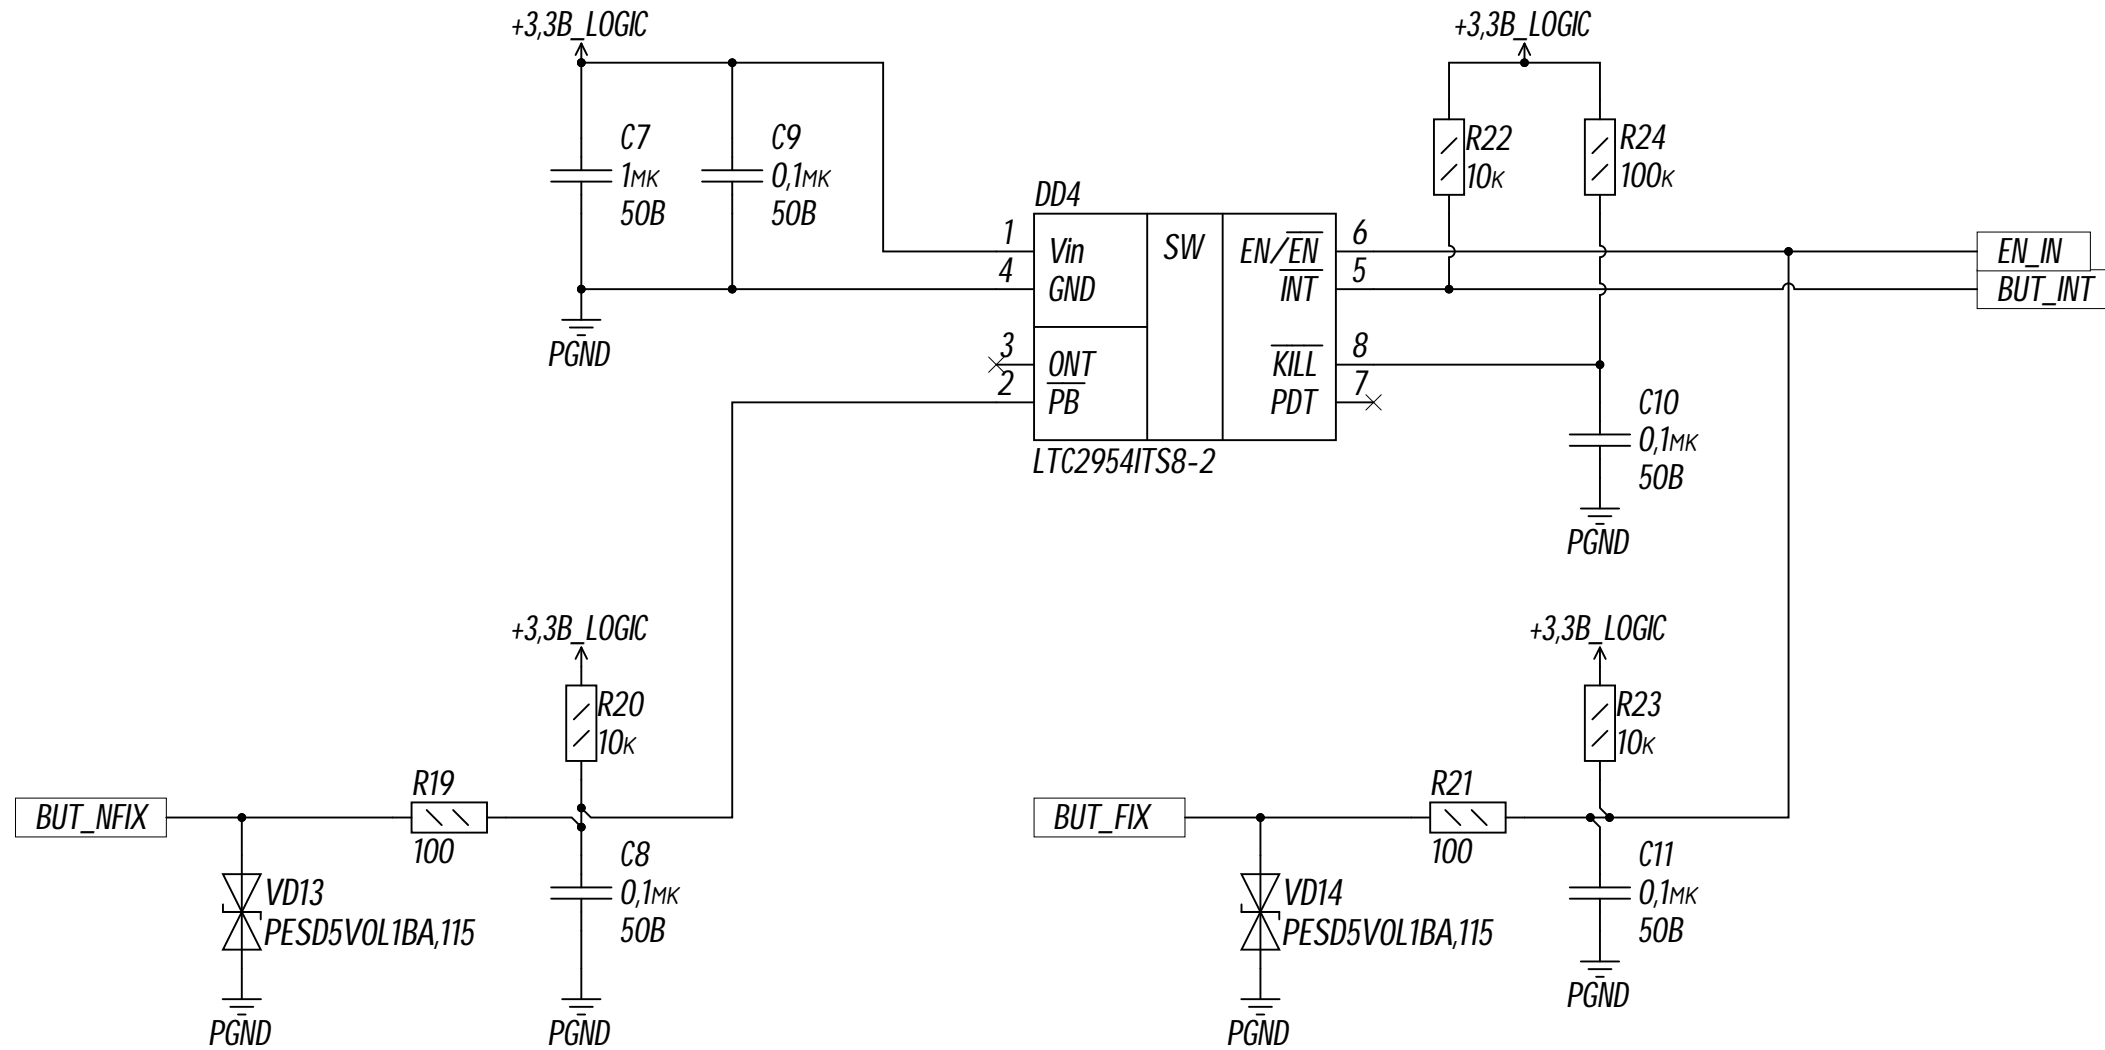 +3,3В_LOGIC
C7
1мк
50В
C9
0,1мк
50В
PGND
DD4
1
4
3
2
Vin
GND
ONT
PB
SW
EN/EN
INT
KILL
PDT
6
5
8
7
LTC2954ITS8-2
+3,3В_LOGIC
R22
10к
R24
100к
EN_IN
BUT_INT
C10
0,1мк
50В
PGND
+3,3В_LOGIC
R20
10к
BUT_NFIX
R19
100
VD13
PESD5V0L1BA,115
C8
0,1мк
50В
PGND
PGND
+3,3В_LOGIC
R23
10к
BUT_FIX
R21
100
VD14
PESD5V0L1BA,115
C11
0,1мк
50В
PGND
PGND